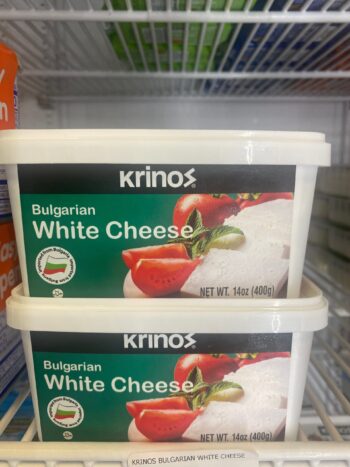 Krinos
Bulgarian
White Cheese
NET WT. 14oz (400g)
Krinos
Bulgarian
White Cheese
NET WT. 14oz (400g)
KRINOS BULGARIAN WHITE CHEESE